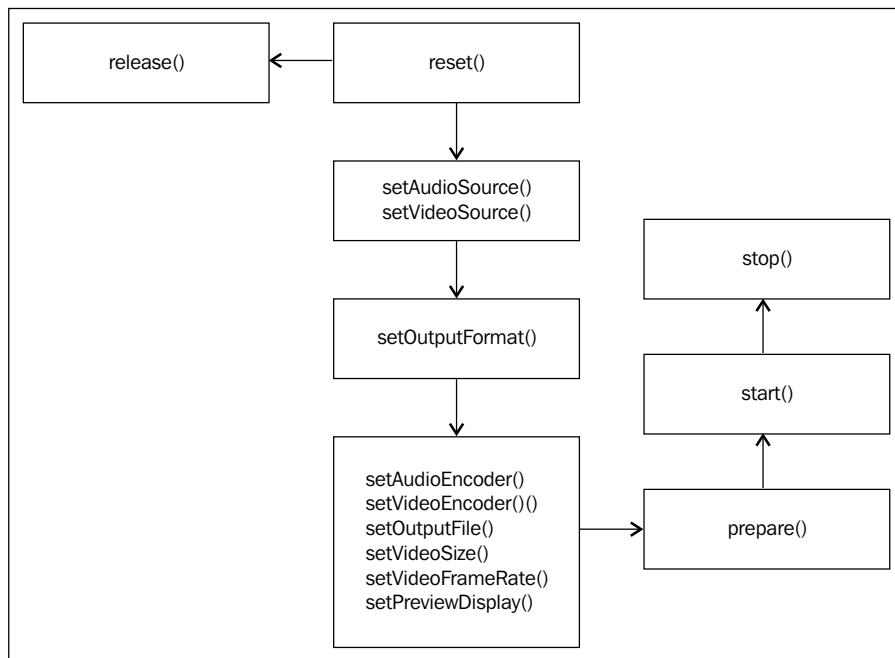 release()
reset()
setAudioSource()
setVideoSource()
stop()
setOutputFormat()
start()
setAudioEncoder()
setVideoEncoder()()
setOutputFile()
setVideoSize()
setVideoFrameRate()
setPreviewDisplay()
prepare()